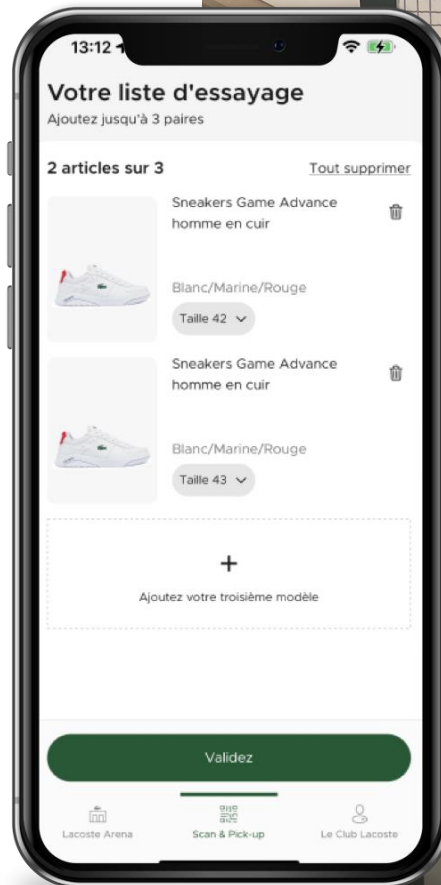 13:12
Votre liste d'essayage
Ajoutez jusqu'à 3 paires
2 articles sur 3
Tout supprimer
Sneakers Game Advance
homme en cuir
Blanc/Marine/Rouge
Taille 42
Sneakers Game Advance
homme en cuir
Blanc/Marine/Rouge
Taille 43
+
Ajoutez votre troisième modèle
Validez
Lacoste Arena
Scan & Pick-up
Le Club Lacoste